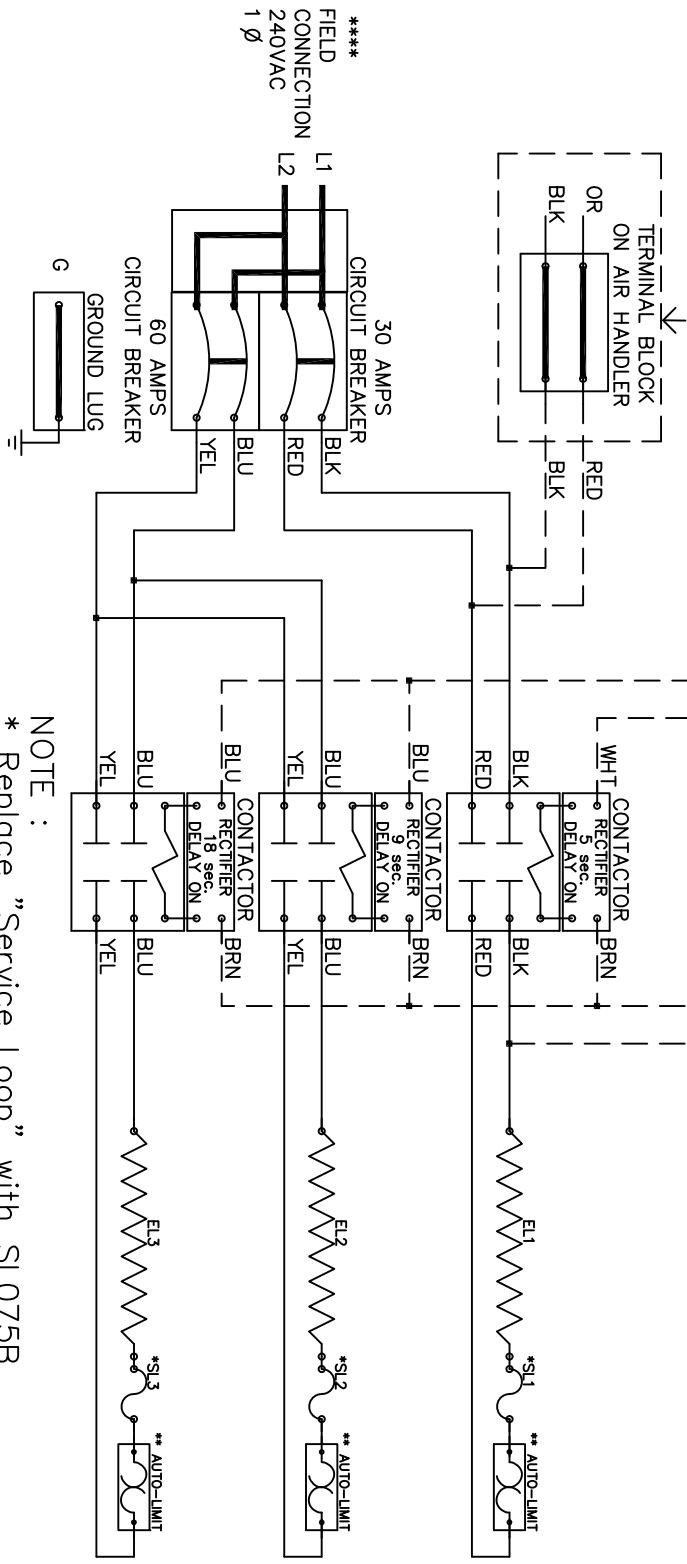 ****
FIELD
CONNECTION
240VAC
1 Ø
L1
L2
TERMINAL BLOCK
ON AIR HANDLER
OR
BLK
RED
BLK
30 AMPS
CIRCUIT BREAKER
BLK
RED
BLU
YEL
60 AMPS
CIRCUIT BREAKER
GROUND LUG
G
CONTACTOR
WHT
RECTIFIER
5 sec.
DELAY ON
BRN
BLK
RED
BLK
RED
EL1
*SL1
** AUTO-LIMIT
CONTACTOR
BLU
RECTIFIER
9 sec.
DELAY ON
BRN
BLU
YEL
BLU
YEL
EL2
*SL2
** AUTO-LIMIT
CONTACTOR
BLU
RECTIFIER
18 sec.
DELAY ON
BRN
BLU
YEL
BLU
YEL
EL3
*SL3
** AUTO-LIMIT
NOTE :
* Replace "Service Loop" with SL075B